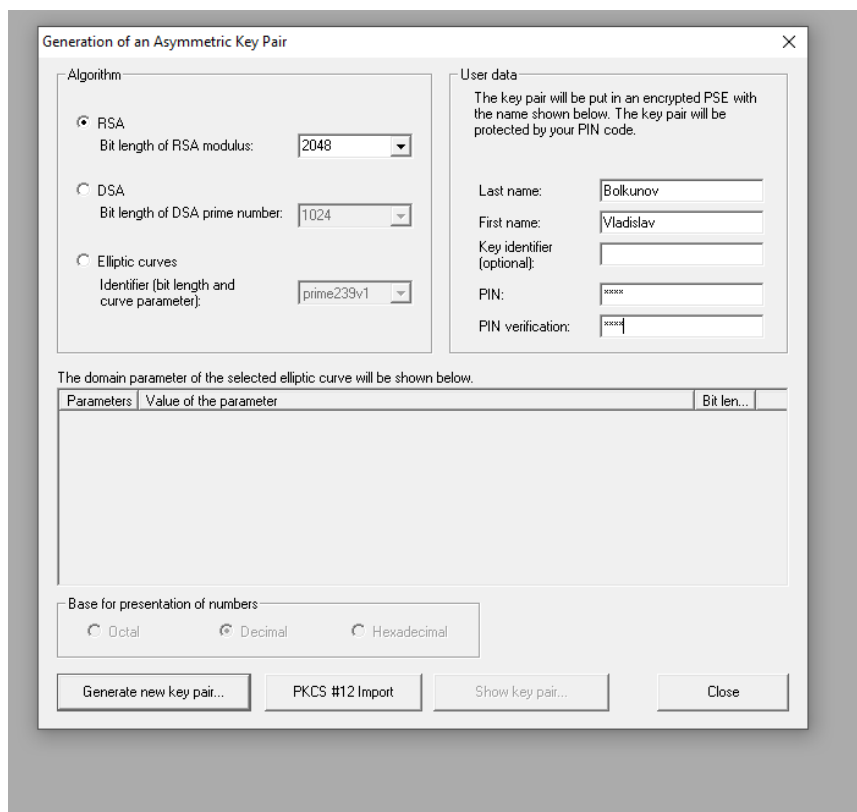 Generation of an Asymmetric Key Pair
Algorithm
RSA
Bit length of RSA modulus: 2048
DSA
Bit length of DSA prime number: 1024
Elliptic curves
Identifier (bit length and
curve parameter): prime239v1
User data
The key pair will be put in an encrypted PSE with
the name shown below. The key pair will be
protected by your PIN code.
Last name: Bolkunov
First name: Vladislav
Key identifier
(optional):
PIN: ****
PIN verification: ****
The domain parameter of the selected elliptic curve will be shown below.
Parameters Value of the parameter Bit len...
Base for presentation of numbers
Octal Decimal Hexadecimal
Generate new key pair... PKCS #12 Import Show key pair... Close